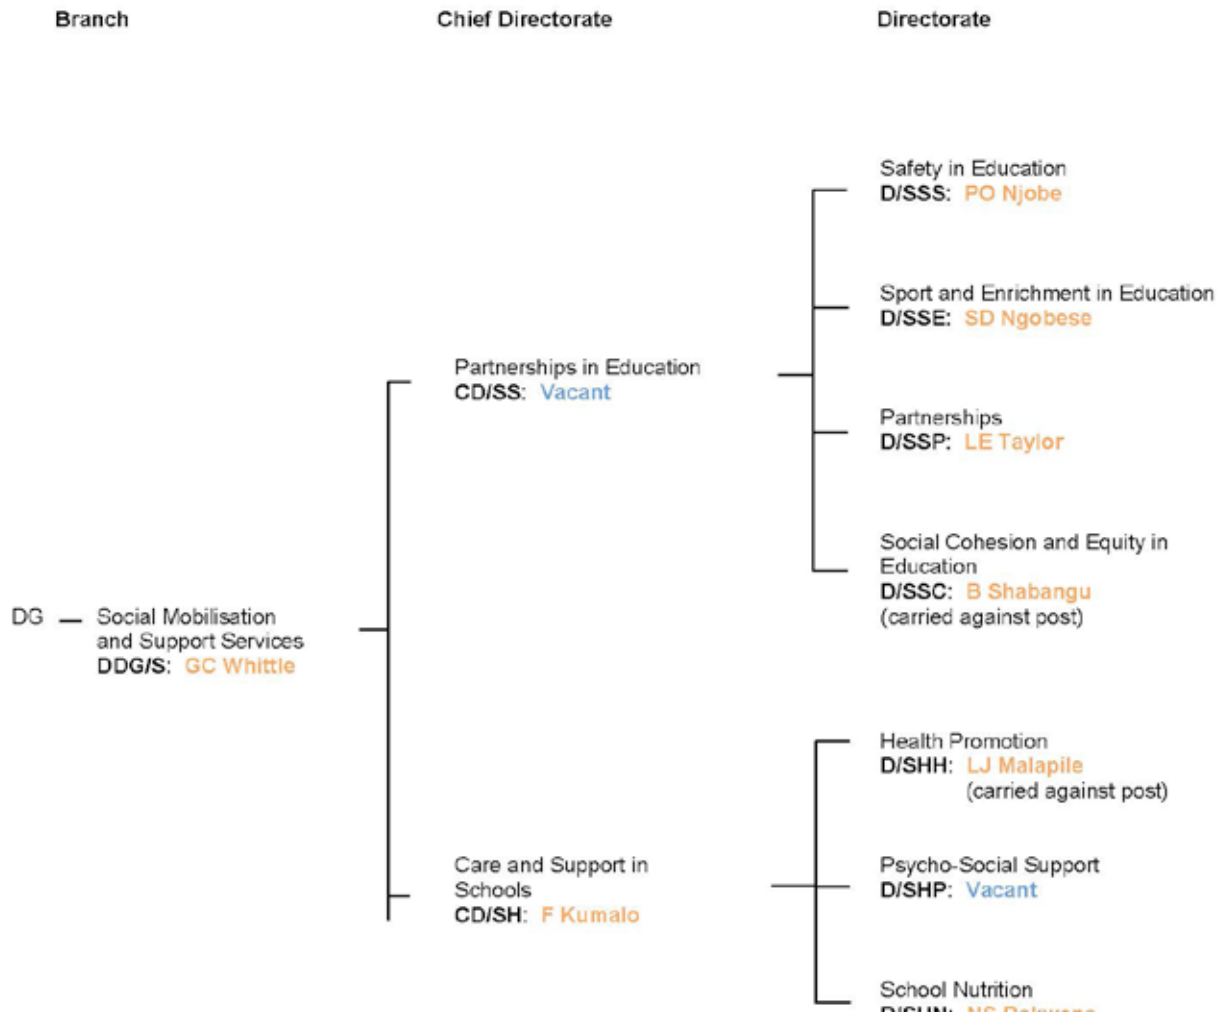 Branch
Chief Directorate
Directorate
Safety in Education
D/SSS: PO Njobe
Sport and Enrichment in Education
D/SSE: SD Ngobese
Partnerships in Education
CD/SS: Vacant
Partnerships
D/SSP: LE Taylor
Social Cohesion and Equity in
Education
D/SSC: B Shabangu
(carried against post)
DG
Social Mobilisation
and Support Services
DDG/S: GC Whittle
Health Promotion
D/SHH: LJ Malapile
(carried against post)
Care and Support in
Schools
CD/SH: F Kumalo
Psycho-Social Support
D/SHP: Vacant
School Nutrition
D/SHN: NS Rakwena